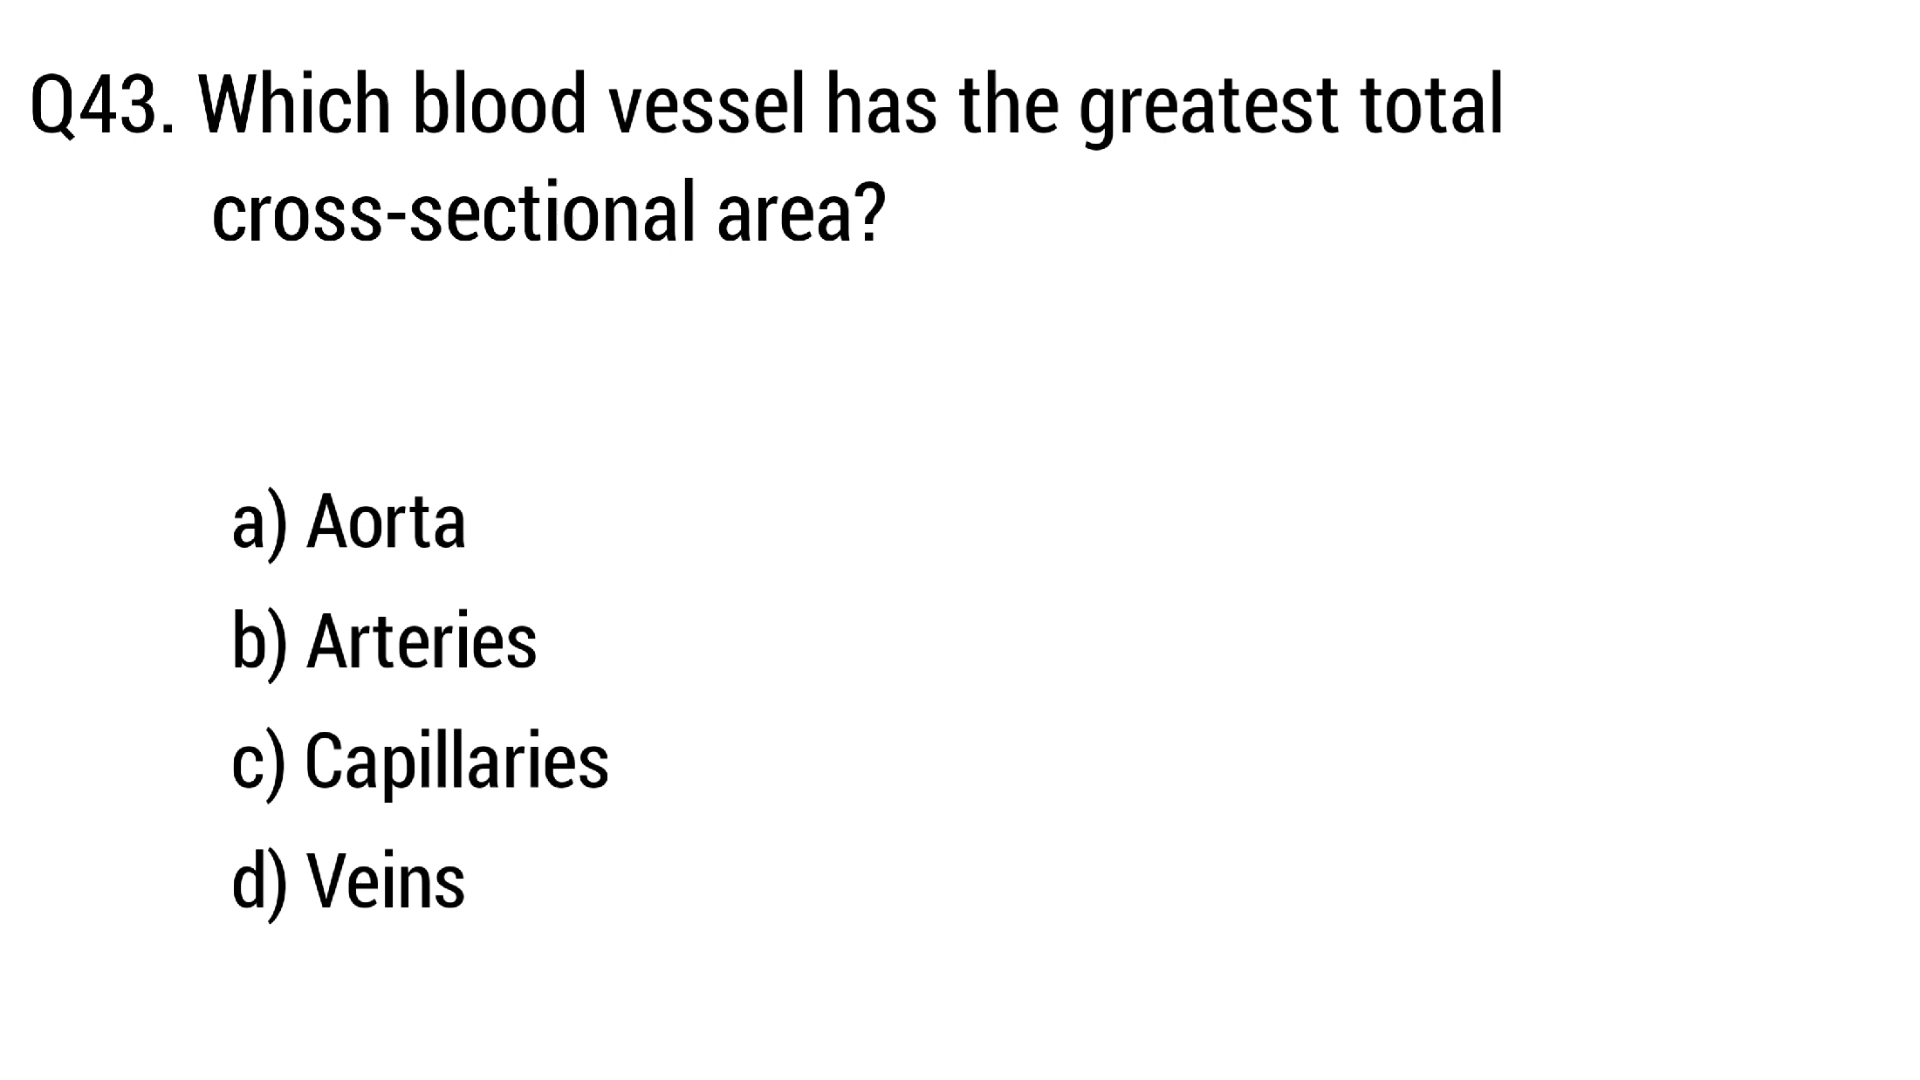 Q43. Which blood vessel has the greatest total
cross-sectional area?
a) Aorta
b) Arteries
c) Capillaries
d) Veins